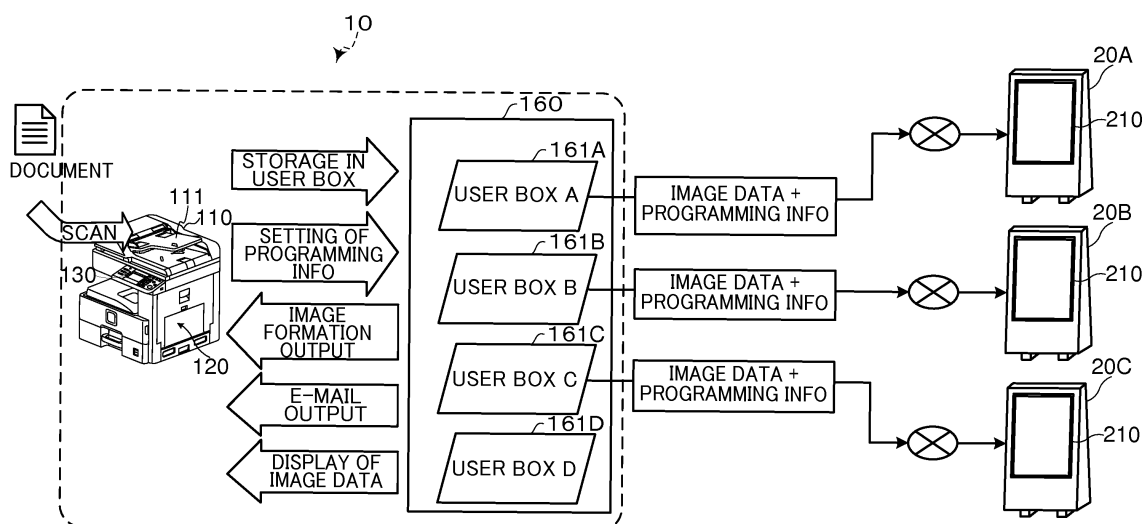 10
DOCUMENT
SCAN
111
110
130
120
STORAGE IN
USER BOX
SETTING OF
PROGRAMMING
INFO
IMAGE
FORMATION
OUTPUT
E-MAIL
OUTPUT
DISPLAY OF
IMAGE DATA
160
161A
USER BOX A
161B
USER BOX B
161C
USER BOX C
161D
USER BOX D
IMAGE DATA +
PROGRAMMING INFO
IMAGE DATA +
PROGRAMMING INFO
IMAGE DATA +
PROGRAMMING INFO
20A
210
20B
210
20C
210